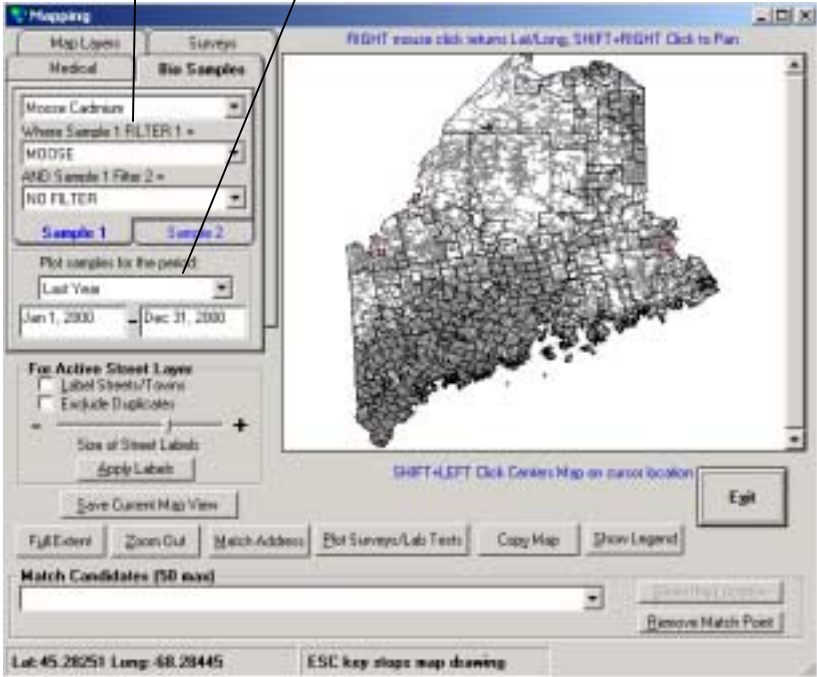 Mapping
Map Layers Surveys
Medical Bio Samples
RIGHT mouse click returns Lat/Long, SHIFT+RIGHT Click to Pan
Moose Cadmium
Where Sample 1 FILTER 1 =
MOOSE
AND Sample 1 Filter 2 =
NO FILTER
Sample 1 Sample 2
Plot samples for the period:
Last Year
Jan 1, 2000 - Dec 31, 2000
For Active Street Layer
Label Streets/Towns
Exclude Duplicates
- +
Size of Street Labels
Apply Labels
SHIFT+LEFT Click Centers Map on cursor location
Save Current Map View
Exit
Full Extent Zoom Out Match Address Plot Surveys/Lab Tests Copy Map Show Legend
Match Candidates (50 max)
Remove Match Point
Lat:45.28251 Long:-68.28445 ESC key stops map drawing